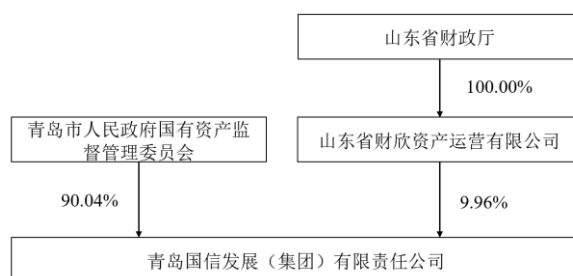 山东省财政厅
100.00%
青岛市人民政府国有资产监
督管理委员会
山东省财欣资产运营有限公司
90.04%
9.96%
青岛国信发展（集团）有限责任公司